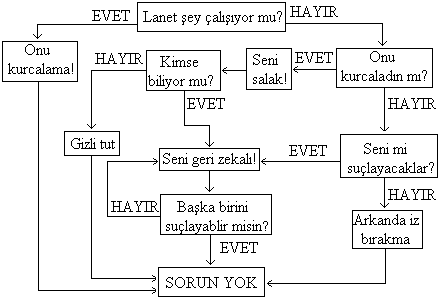 EVET
Lanet şey çalışıyor mu?
HAYIR
Onu
kurcalama!
HAYIR
Kimse
biliyor mu?
Seni
salak!
EVET
Onu
kurcaladın mı?
EVET
HAYIR
Gizli tut
Seni geri zekalı!
EVET
Seni mi
suçlayacaklar?
HAYIR
Başka birini
suçlayablir misin?
HAYIR
Arkanda iz
bırakma
EVET
SORUN YOK